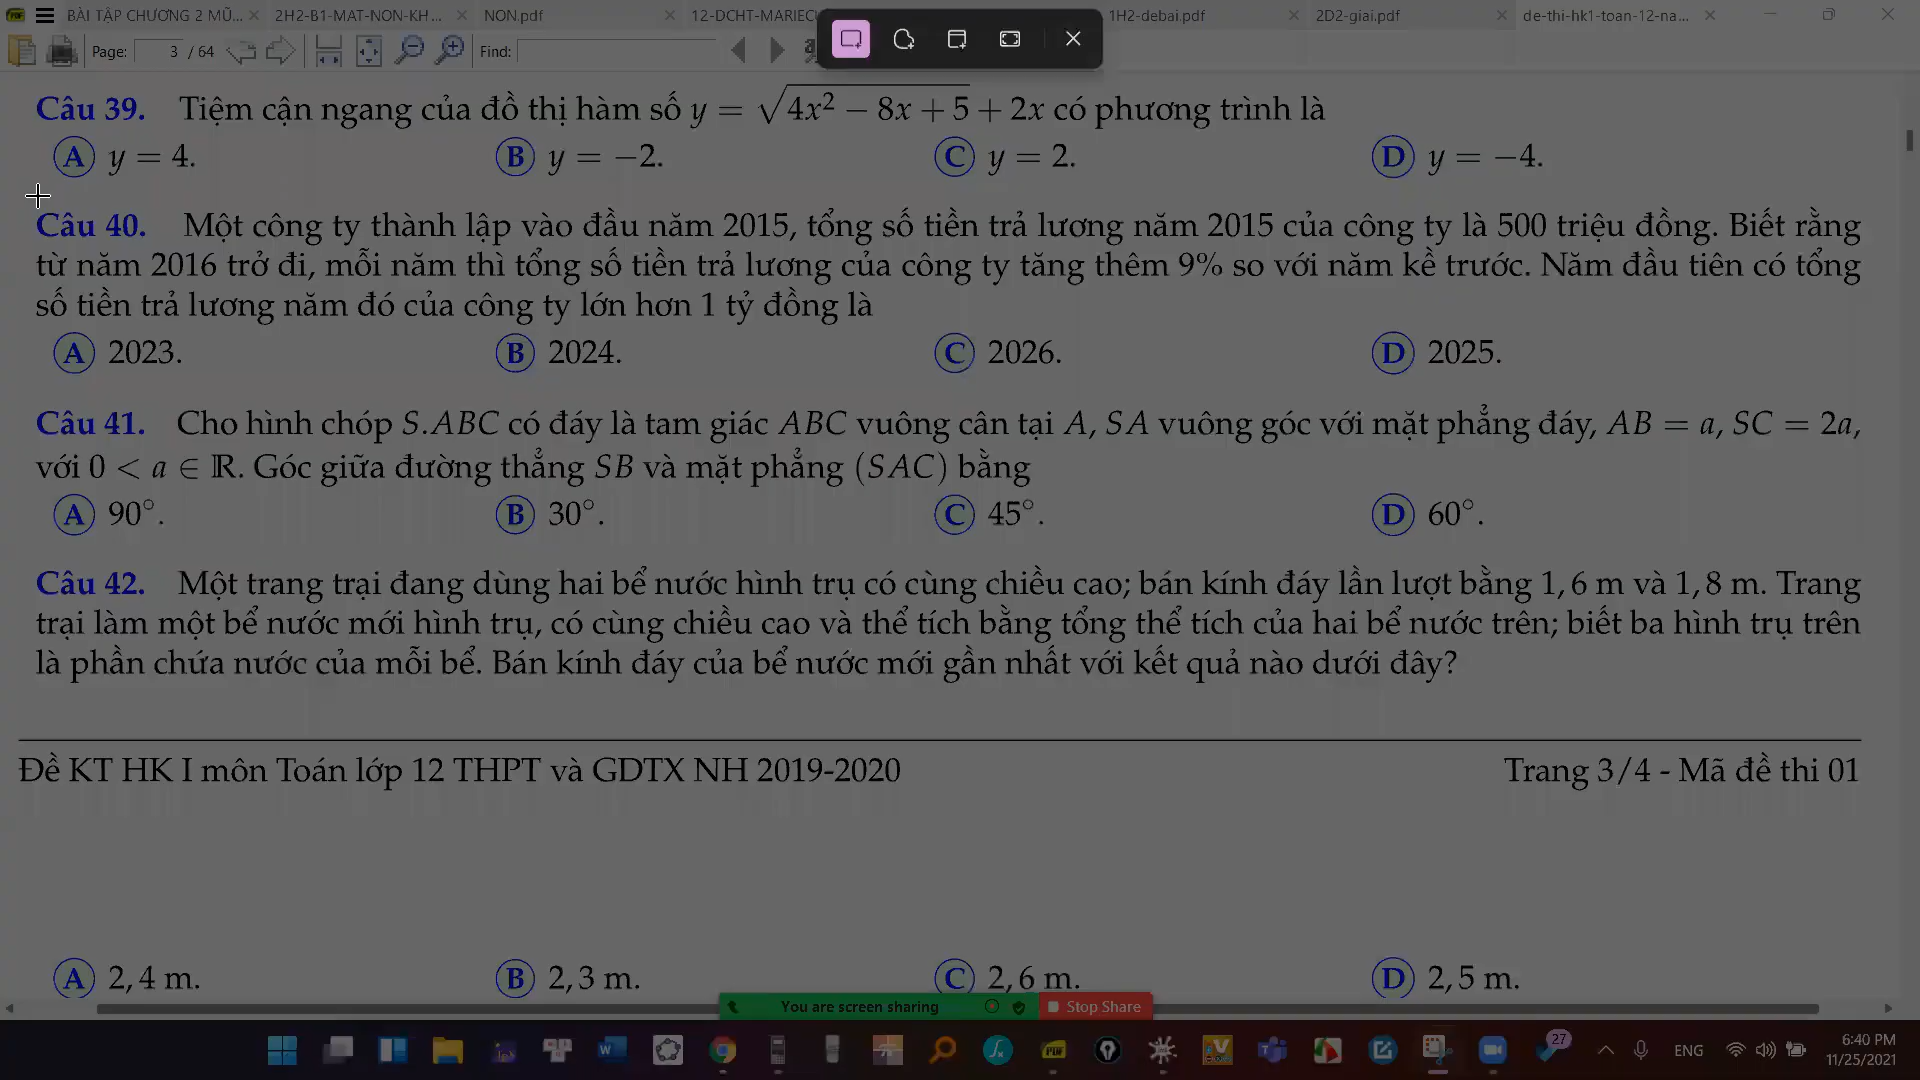 BÀI TẬP CHƯƠNG 2 MŨ... 2H2-B1-MAT-NON-KH... NON.pdf 1H2-debai.pdf 2D2-giai.pdf de-thi-hk1-toan-12-na...
Page: 3 / 64 Find:
Câu 39. Tiệm cận ngang của đồ thị hàm số y = √(4x² − 8x + 5) + 2x có phương trình là
A y = 4. B y = −2. C y = 2. D y = −4.
Câu 40. Một công ty thành lập vào đầu năm 2015, tổng số tiền trả lương năm 2015 của công ty là 500 triệu đồng. Biết rằng
từ năm 2016 trở đi, mỗi năm thì tổng số tiền trả lương của công ty tăng thêm 9% so với năm kề trước. Năm đầu tiên có tổng
số tiền trả lương năm đó của công ty lớn hơn 1 tỷ đồng là
A 2023. B 2024. C 2026. D 2025.
Câu 41. Cho hình chóp S.ABC có đáy là tam giác ABC vuông cân tại A, SA vuông góc với mặt phẳng đáy, AB = a, SC = 2a,
với 0 < a ∈ ℝ. Góc giữa đường thẳng SB và mặt phẳng (SAC) bằng
A 90°. B 30°. C 45°. D 60°.
Câu 42. Một trang trại đang dùng hai bể nước hình trụ có cùng chiều cao; bán kính đáy lần lượt bằng 1, 6 m và 1, 8 m. Trang
trại làm một bể nước mới hình trụ, có cùng chiều cao và thể tích bằng tổng thể tích của hai bể nước trên; biết ba hình trụ trên
là phần chứa nước của mỗi bể. Bán kính đáy của bể nước mới gần nhất với kết quả nào dưới đây?
Đề KT HK I môn Toán lớp 12 THPT và GDTX NH 2019-2020 Trang 3/4 - Mã đề thi 01
A 2, 4 m. B 2, 3 m. C 2, 6 m. D 2, 5 m.
You are screen sharing Stop Share
27
ENG 6:40 PM
11/25/2021